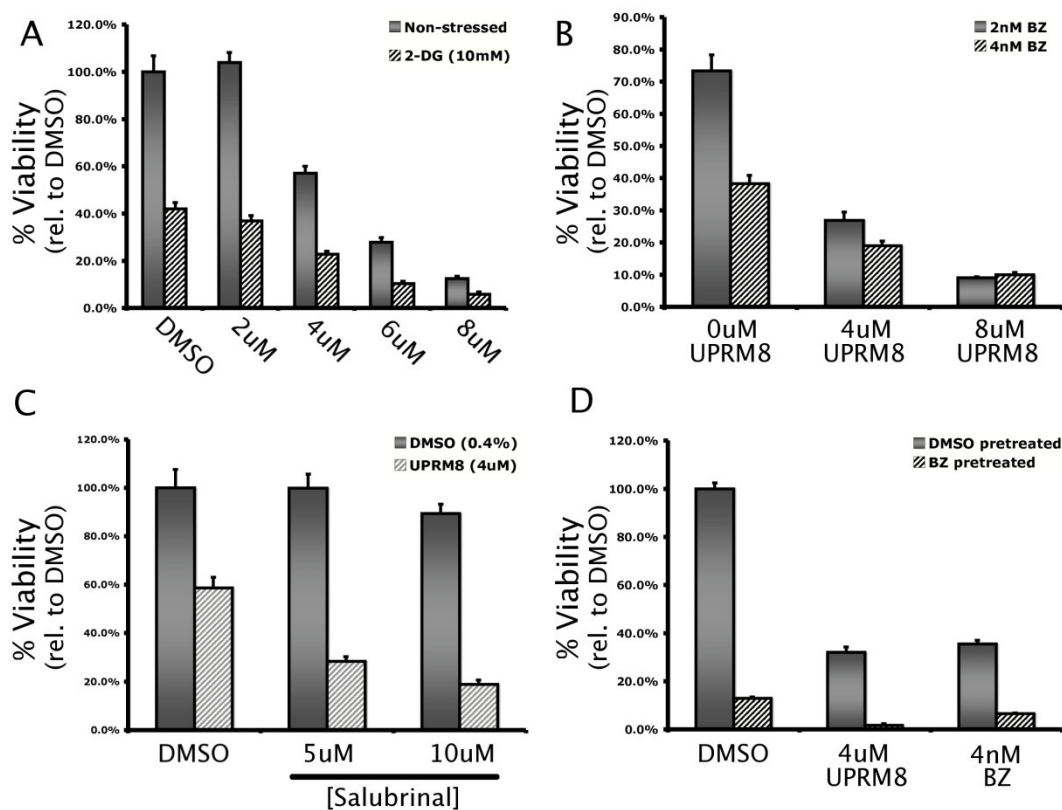 A
% Viability
(rel. to DMSO)
120.0%
100.0%
80.0%
60.0%
40.0%
20.0%
0.0%
Non-stressed
2-DG (10mM)
DMSO
2uM
4uM
6uM
8uM
B
% Viability
(rel. to DMSO)
90.0%
80.0%
70.0%
60.0%
50.0%
40.0%
30.0%
20.0%
10.0%
0.0%
2nM BZ
4nM BZ
0uM
UPRM8
4uM
UPRM8
8uM
UPRM8
C
% Viability
(rel. to DMSO)
120.0%
100.0%
80.0%
60.0%
40.0%
20.0%
0.0%
DMSO (0.4%)
UPRM8 (4uM)
DMSO
5uM
10uM
[Salubrinal]
D
% Viability
(rel. to DMSO)
120.0%
100.0%
80.0%
60.0%
40.0%
20.0%
0.0%
DMSO pretreated
BZ pretreated
DMSO
4uM
UPRM8
4nM
BZ